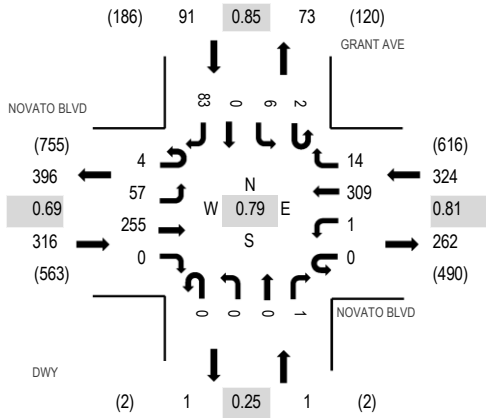 (186) 91 0.85 73 (120)
GRANT AVE
NOVATO BLVD
83 0 6 2
(755) (616)
396 4 14 324
N
0.69 57 W 0.79 E 309 0.81
S
316 255 1 262
0 0
(563) (490)
0 0 0 1
NOVATO BLVD
DWY
(2) 1 0.25 1 (2)